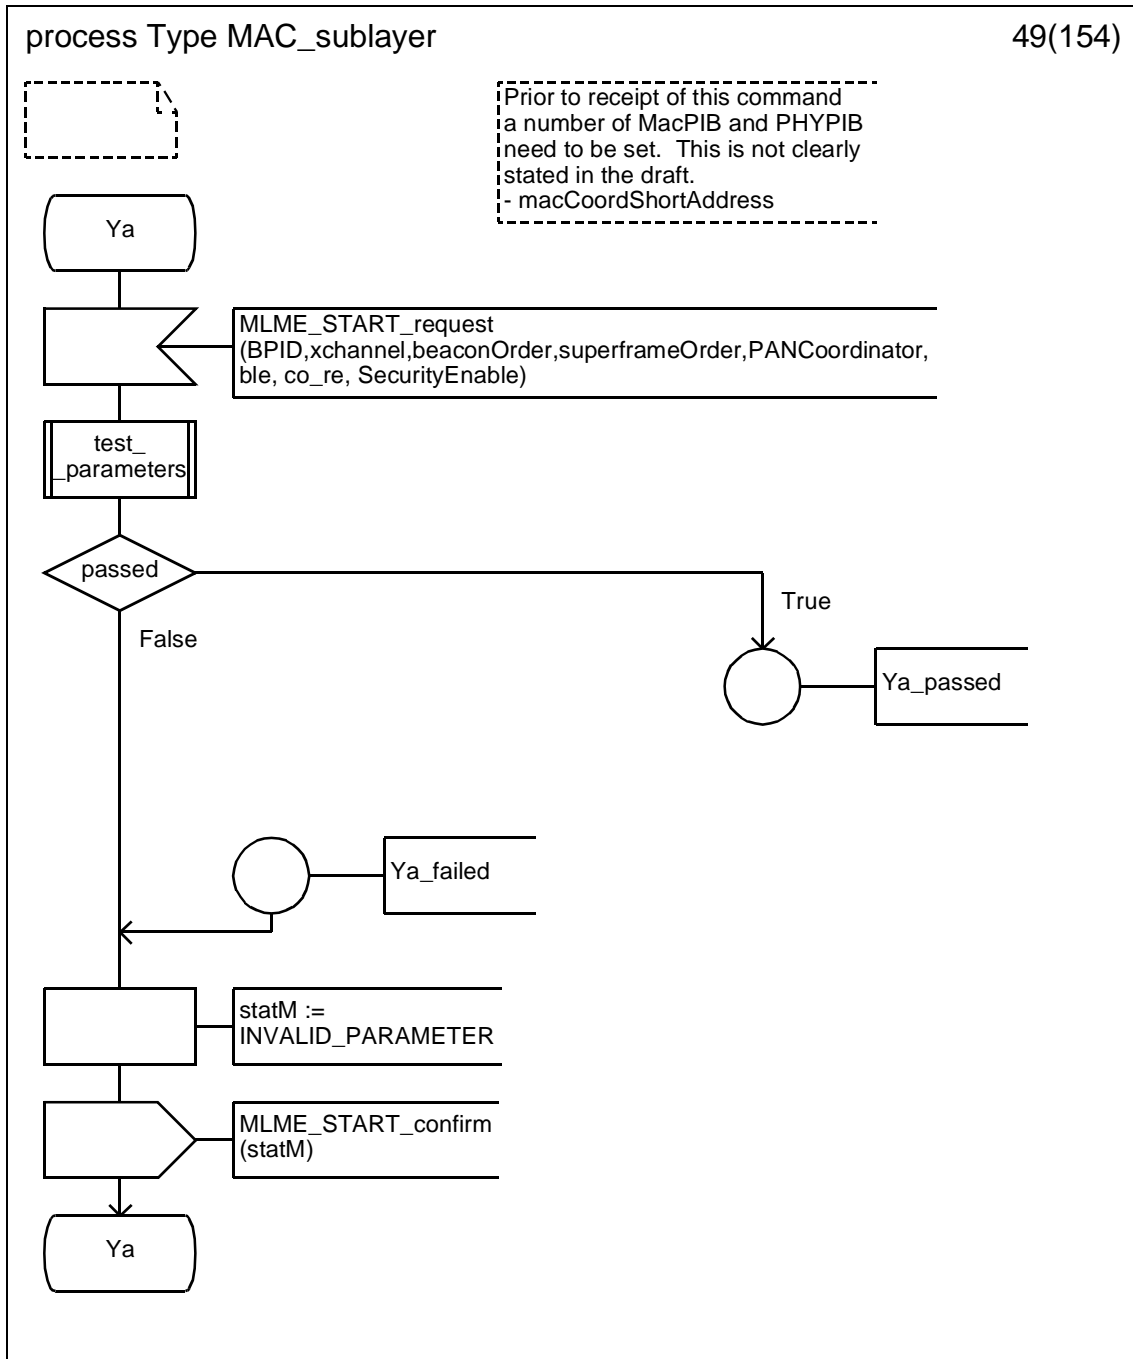 process Type MAC_sublayer
49(154)
Prior to receipt of this command
a number of MacPIB and PHYPIB
need to be set.  This is not clearly
stated in the draft.
- macCoordShortAddress
Ya
MLME_START_request
(BPID,xchannel,beaconOrder,superframeOrder,PANCoordinator,
ble, co_re, SecurityEnable)
test_
_parameters
passed
True
False
Ya_passed
Ya_failed
statM :=
INVALID_PARAMETER
MLME_START_confirm
(statM)
Ya